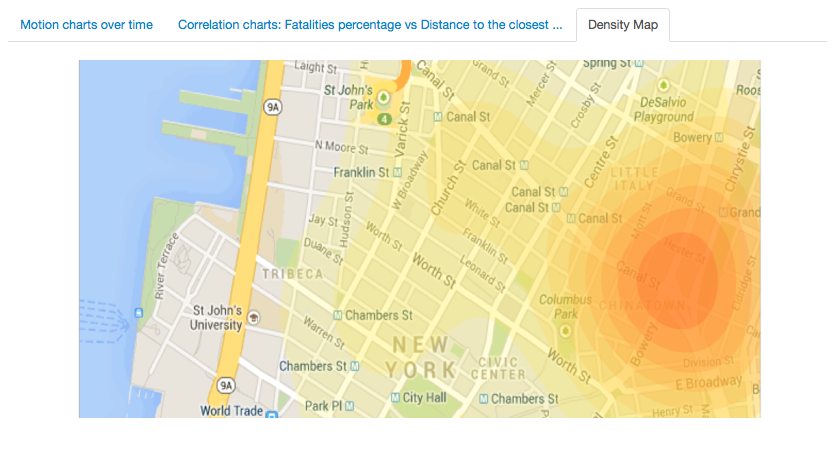 Motion charts over time
Correlation charts: Fatalities percentage vs Distance to the closest ...
Density Map
Laight St
H
Canal St
Grand St
Mercer St
Crosby St
Spring St
St John's
Park
4
9A
Varick St
Canal St
DeSalvio
Playground
Roos
Bowery
Chrystie St
N Moore St
Franklin St
W Broadway
Church St
Canal St
Centre St
LITTLE
ITALY
Canal St
Canal St
Canal St
Mott St
Grand St
Grand
Hudson St
Jay St
Duane St
Worth St
White St
Franklin St
Hester St
River Terrace
TRIBECA
Worth St
Leonard St
Canal St
Eldridge St
Columbus
Park
CHINATOWN
St John's
University
Chambers St
Warren St
Bowery
Ca
NEW
YORK
CIVIC
CENTER
Worth St
Division St
Chambers St
9A
E Broadway
B
World Trade
Park Pl
City Hall
Chambers St
P
Henry St